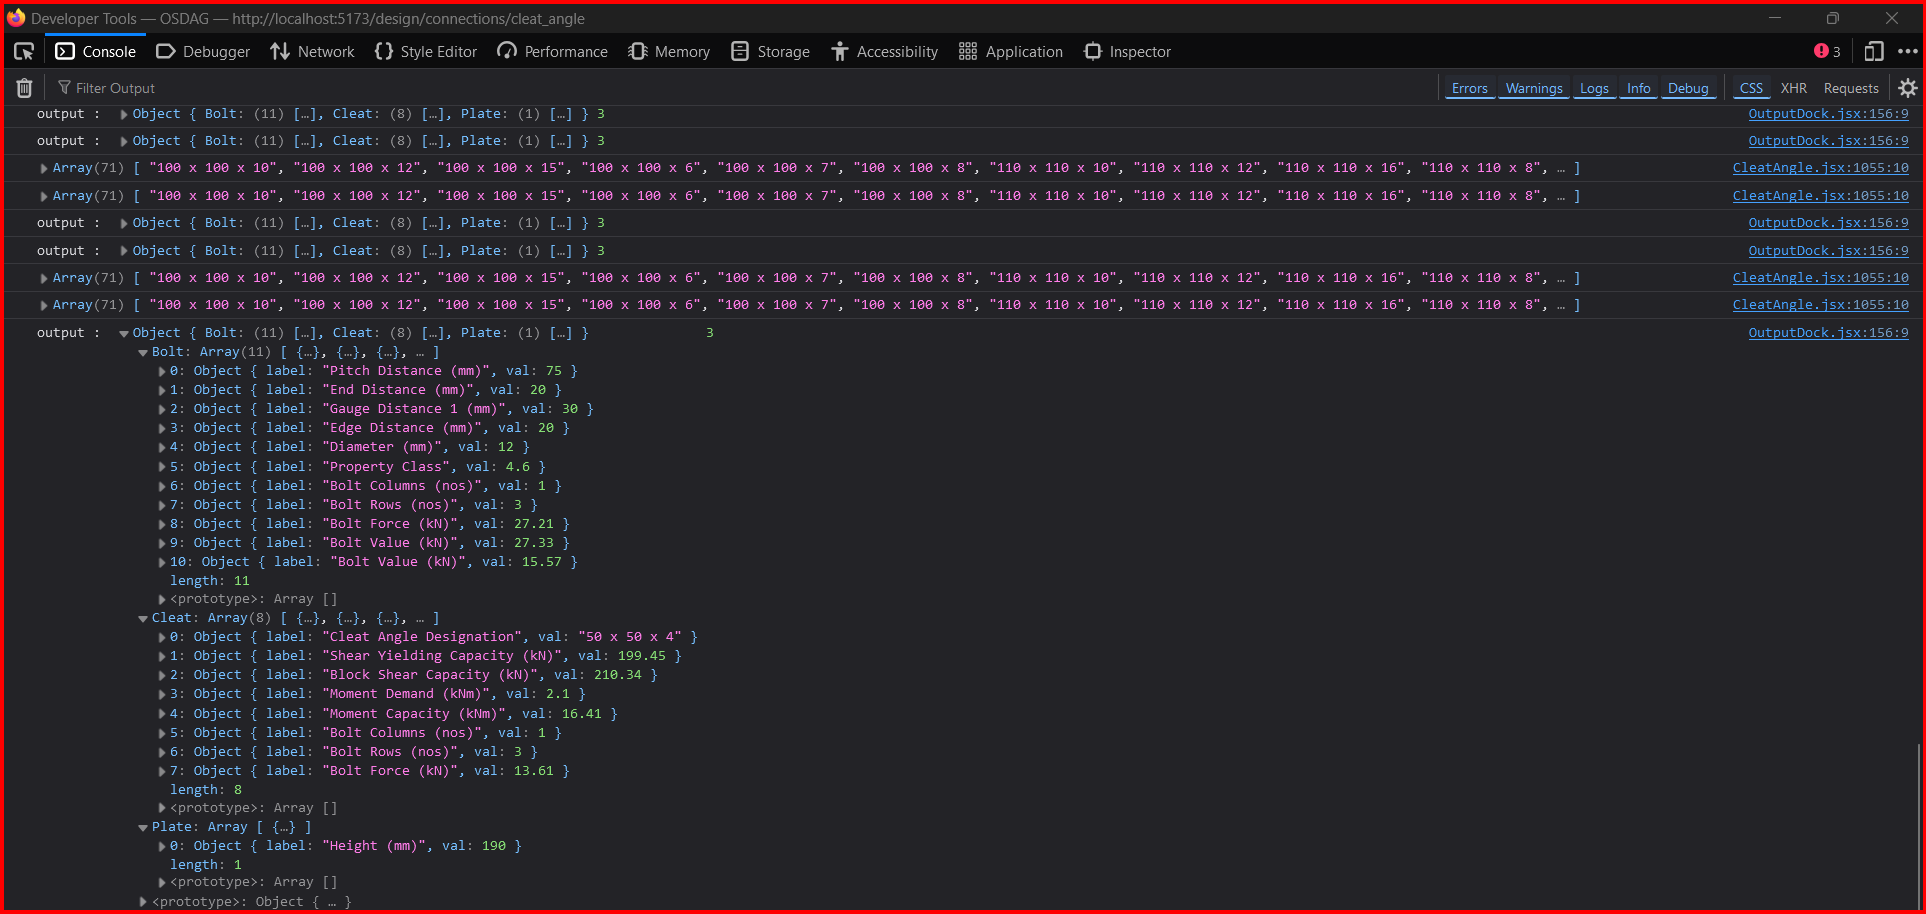 Developer Tools — OSDAG — http://localhost:5173/design/connections/cleat_angle
Console Debugger Network Style Editor Performance Memory Storage Accessibility Application Inspector 3
Filter Output Errors Warnings Logs Info Debug CSS XHR Requests
output : Object { Bolt: (11) […], Cleat: (8) […], Plate: (1) […] } 3 OutputDock.jsx:156:9
output : Object { Bolt: (11) […], Cleat: (8) […], Plate: (1) […] } 3 OutputDock.jsx:156:9
Array(71) [ "100 x 100 x 10", "100 x 100 x 12", "100 x 100 x 15", "100 x 100 x 6", "100 x 100 x 7", "100 x 100 x 8", "110 x 110 x 10", "110 x 110 x 12", "110 x 110 x 16", "110 x 110 x 8", … ] CleatAngle.jsx:1055:10
Array(71) [ "100 x 100 x 10", "100 x 100 x 12", "100 x 100 x 15", "100 x 100 x 6", "100 x 100 x 7", "100 x 100 x 8", "110 x 110 x 10", "110 x 110 x 12", "110 x 110 x 16", "110 x 110 x 8", … ] CleatAngle.jsx:1055:10
output : Object { Bolt: (11) […], Cleat: (8) […], Plate: (1) […] } 3 OutputDock.jsx:156:9
output : Object { Bolt: (11) […], Cleat: (8) […], Plate: (1) […] } 3 OutputDock.jsx:156:9
Array(71) [ "100 x 100 x 10", "100 x 100 x 12", "100 x 100 x 15", "100 x 100 x 6", "100 x 100 x 7", "100 x 100 x 8", "110 x 110 x 10", "110 x 110 x 12", "110 x 110 x 16", "110 x 110 x 8", … ] CleatAngle.jsx:1055:10
Array(71) [ "100 x 100 x 10", "100 x 100 x 12", "100 x 100 x 15", "100 x 100 x 6", "100 x 100 x 7", "100 x 100 x 8", "110 x 110 x 10", "110 x 110 x 12", "110 x 110 x 16", "110 x 110 x 8", … ] CleatAngle.jsx:1055:10
output : Object { Bolt: (11) […], Cleat: (8) […], Plate: (1) […] } 3 OutputDock.jsx:156:9
Bolt: Array(11) [ {…}, {…}, {…}, … ]
0: Object { label: "Pitch Distance (mm)", val: 75 }
1: Object { label: "End Distance (mm)", val: 20 }
2: Object { label: "Gauge Distance 1 (mm)", val: 30 }
3: Object { label: "Edge Distance (mm)", val: 20 }
4: Object { label: "Diameter (mm)", val: 12 }
5: Object { label: "Property Class", val: 4.6 }
6: Object { label: "Bolt Columns (nos)", val: 1 }
7: Object { label: "Bolt Rows (nos)", val: 3 }
8: Object { label: "Bolt Force (kN)", val: 27.21 }
9: Object { label: "Bolt Value (kN)", val: 27.33 }
10: Object { label: "Bolt Value (kN)", val: 15.57 }
length: 11
<prototype>: Array []
Cleat: Array(8) [ {…}, {…}, {…}, … ]
0: Object { label: "Cleat Angle Designation", val: "50 x 50 x 4" }
1: Object { label: "Shear Yielding Capacity (kN)", val: 199.45 }
2: Object { label: "Block Shear Capacity (kN)", val: 210.34 }
3: Object { label: "Moment Demand (kNm)", val: 2.1 }
4: Object { label: "Moment Capacity (kNm)", val: 16.41 }
5: Object { label: "Bolt Columns (nos)", val: 1 }
6: Object { label: "Bolt Rows (nos)", val: 3 }
7: Object { label: "Bolt Force (kN)", val: 13.61 }
length: 8
<prototype>: Array []
Plate: Array [ {…} ]
0: Object { label: "Height (mm)", val: 190 }
length: 1
<prototype>: Array []
<prototype>: Object { … }